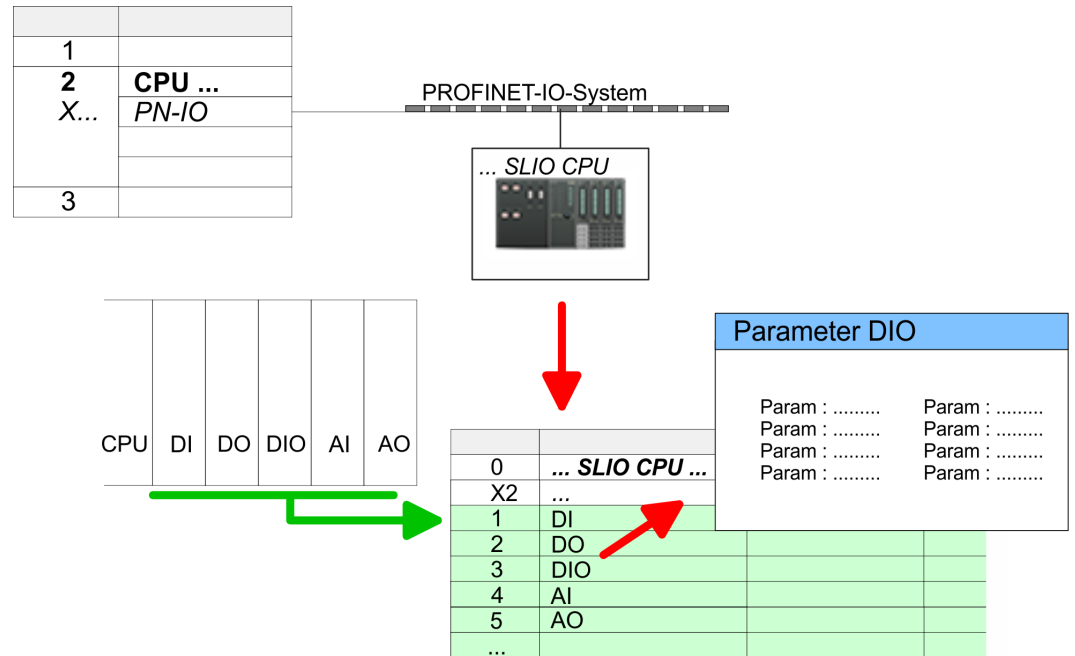 1
2 CPU ...
X... PN-IO
3
PROFINET-IO-System
... SLIO CPU
CPU DI DO DIO AI AO
Parameter DIO
Param : ......... Param : .........
Param : ......... Param : .........
Param : ......... Param : .........
Param : ......... Param : .........
0 ... SLIO CPU ...
X2 ...
1 DI
2 DO
3 DIO
4 AI
5 AO
...